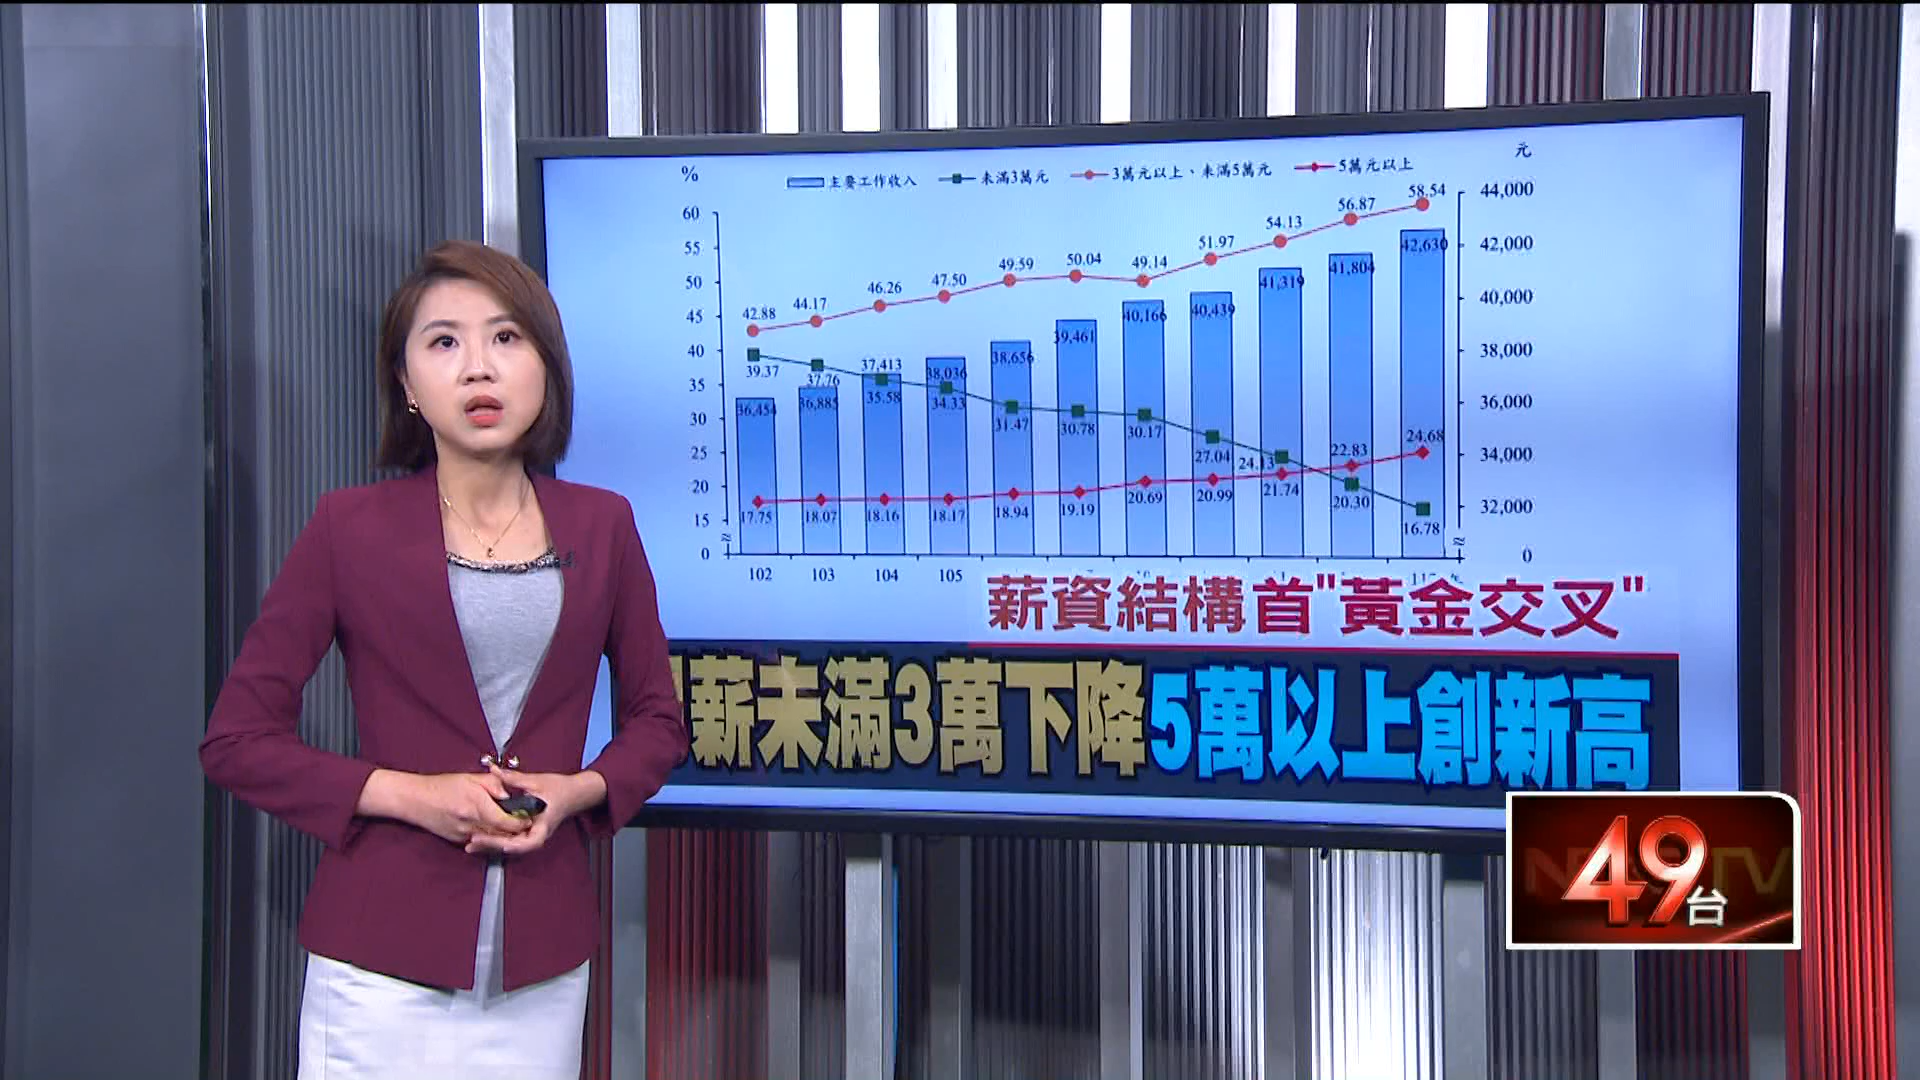 %
元
主要工作收入 未滿3萬元 3萬元以上、未滿5萬元 5萬元以上
60
55
50
45
40
35
30
25
20
15
0
44,000
42,000
40,000
38,000
36,000
34,000
32,000
0
42.88 44.17 46.26 47.50 49.59 50.04 49.14 51.97 54.13 56.87 58.54
36,454 36,885 37,413 38,036 38,656 39,461 40,166 40,439 41,319 41,804 42,630
39.37 37.76 35.58 34.33 31.47 30.78 30.17 27.04 24.13 20.30 16.78
17.75 18.07 18.16 18.17 18.94 19.19 20.69 20.99 21.74 22.83 24.68
102 103 104 105
薪資結構首"黃金交叉"
薪未滿3萬下降5萬以上創新高
49台